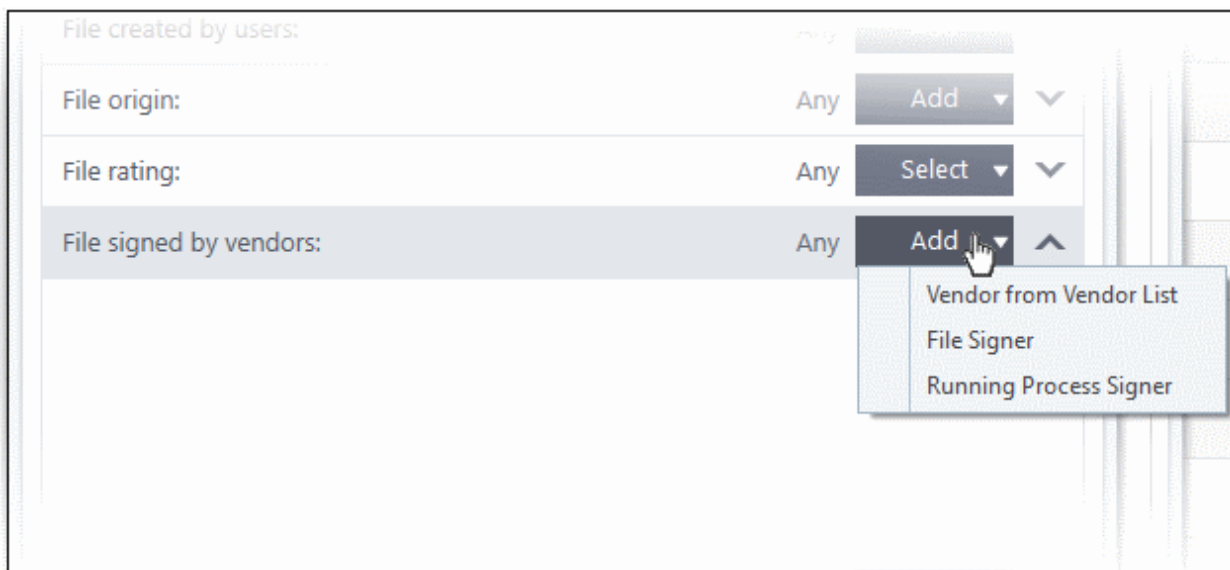 File created by users: Any
File origin: Any Add
File rating: Any Select
File signed by vendors: Any Add
Vendor from Vendor List
File Signer
Running Process Signer